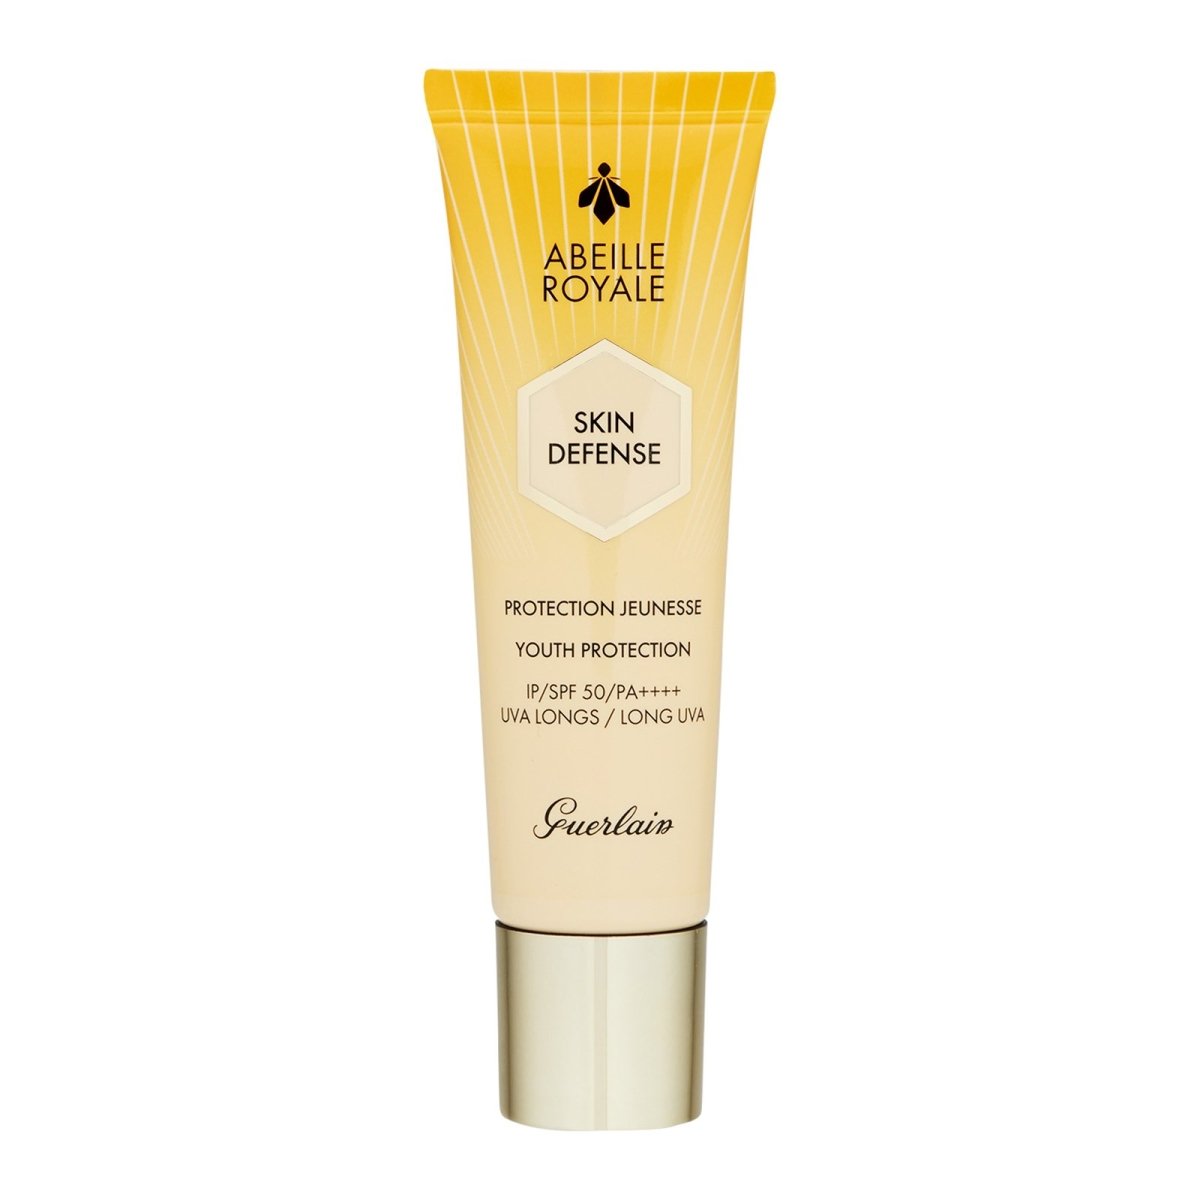 ABEILLE
ROYALE
SKIN
DEFENSE
PROTECTION JEUNESSE
YOUTH PROTECTION
IP/SPF 50/PA++++
UVA LONGS / LONG UVA
Guerlain